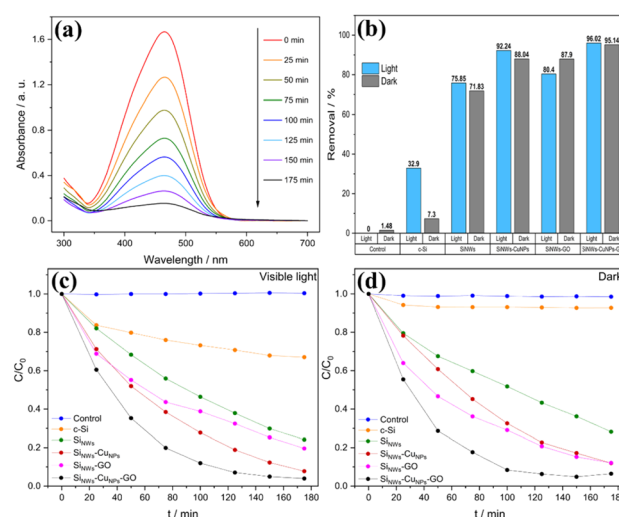 (a)
1.6
1.2
0.8
0.4
0.0
Absorbance / a. u.
0 min
25 min
50 min
75 min
100 min
125 min
150 min
175 min
300 400 500 600 700
Wavelength / nm
(b)
Light
Dark
100
80
60
40
20
0
Removal / %
0 1.48 32.9 7.3 75.85 71.83 92.24 88.04 80.4 87.9 96.02 95.14
Light Dark Light Dark Light Dark Light Dark Light Dark Light Dark
Control c-Si SiNWs SiNWs-CuNPs SiNWs-GO SiNWs-CuNPs-G
(c)
Visible light
1,0
0,8
0,6
0,4
0,2
0,0
C/C0
Control
c-Si
SiNWs
SiNWs-CuNPs
SiNWs-GO
SiNWs-CuNPs-GO
0 20 40 60 80 100 120 140 160 180
t / min
(d)
Dark
1,0
0,8
0,6
0,4
0,2
0,0
C/C0
Control
c-Si
SiNWs
SiNWs-CuNPs
SiNWs-GO
SiNWs-CuNPs-GO
0 20 40 60 80 100 120 140 160 180
t / min